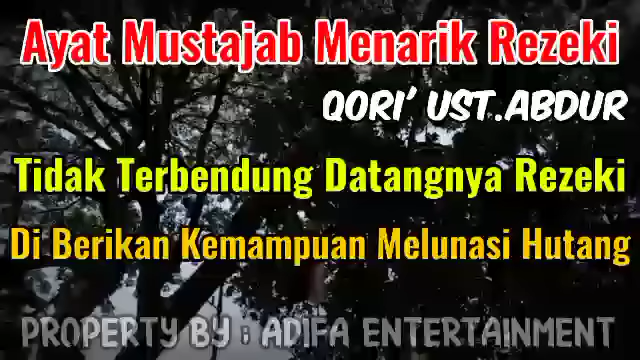 Ayat Mustajab Menarik Rezeki
QORI' UST.ABDUR
Tidak Terbendung Datangnya Rezeki
Di Berikan Kemampuan Melunasi Hutang
PROPERTY BY ; ADIFA ENTERTAINMENT